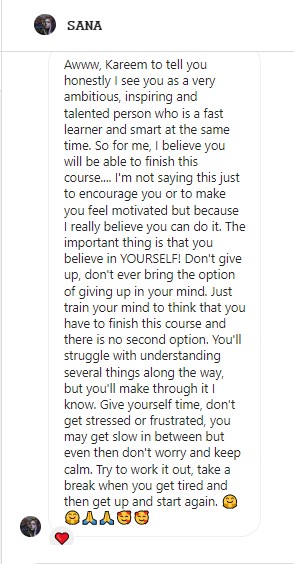 SANA
Awww, Kareem to tell you
honestly I see you as a very
ambitious, inspiring and
talented person who is a fast
learner and smart at the same
time. So for me, I believe you
will be able to finish this
course.... I'm not saying this just
to encourage you or to make
you feel motivated but because
I really believe you can do it. The
important thing is that you
believe in YOURSELF! Don't give
up, don't ever bring the option
of giving up in your mind. Just
train your mind to think that you
have to finish this course and
there is no second option. You'll
struggle with understanding
several things along the way,
but you'll make through it I
know. Give yourself time, don't
get stressed or frustrated, you
may get slow in between but
even then don't worry and keep
calm. Try to work it out, take a
break when you get tired and
then get up and start again. 🤗
🤗🙏🙏🥰🥰
❤️